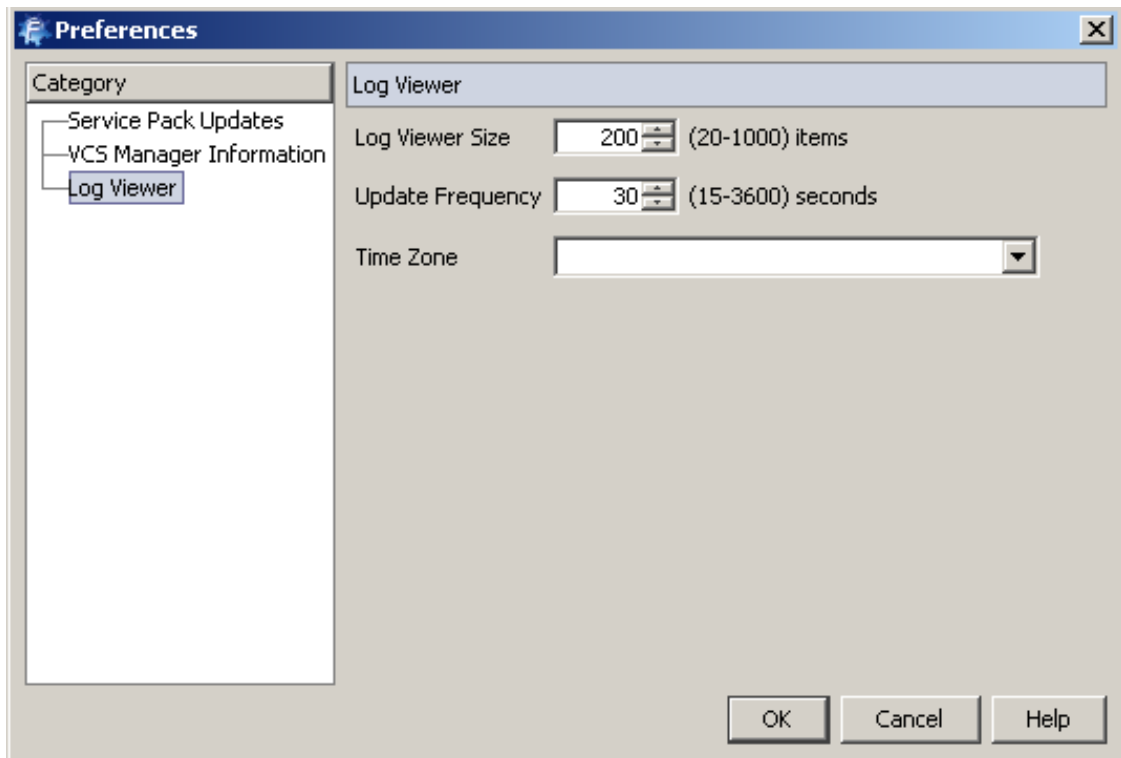 Preferences
Category
Service Pack Updates
VCS Manager Information
Log Viewer
Log Viewer
Log Viewer Size 200 (20-1000) items
Update Frequency 30 (15-3600) seconds
Time Zone
OK Cancel Help